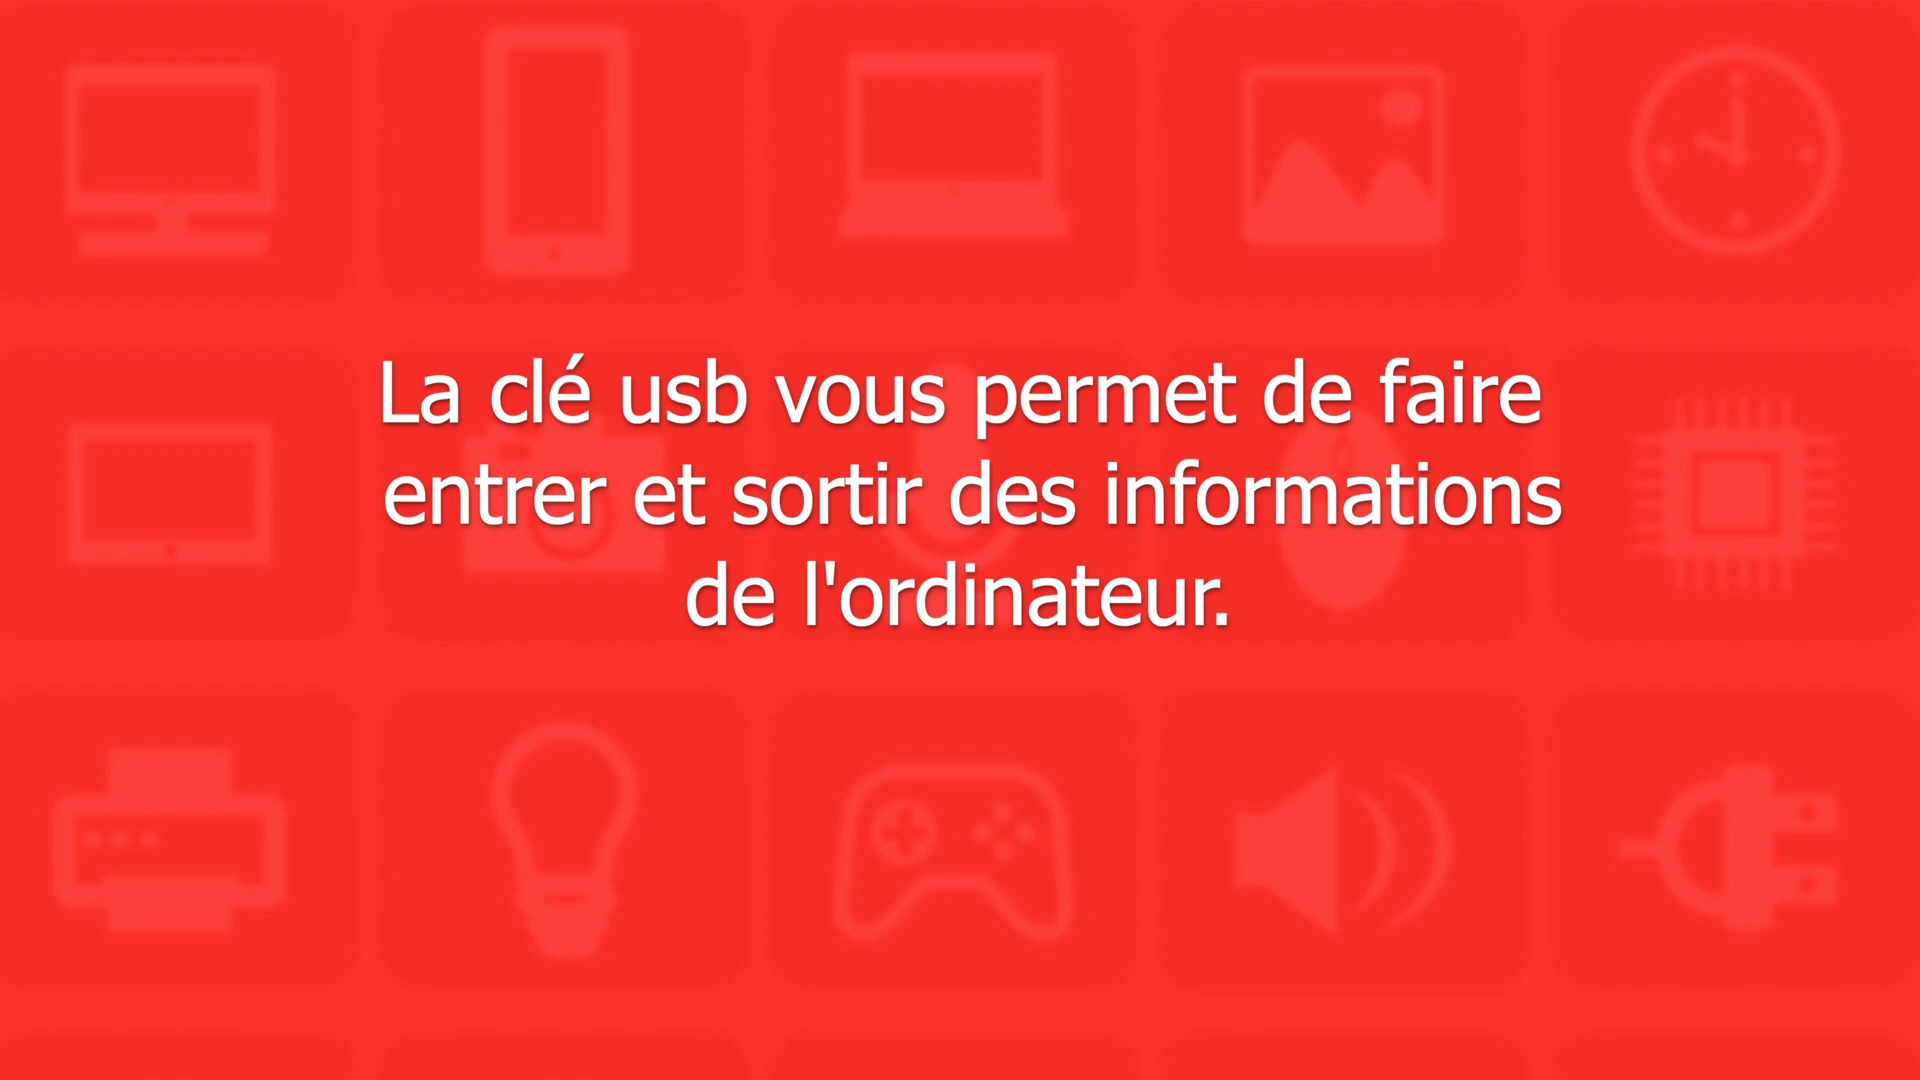 La clé usb vous permet de faire
entrer et sortir des informations
de l'ordinateur.